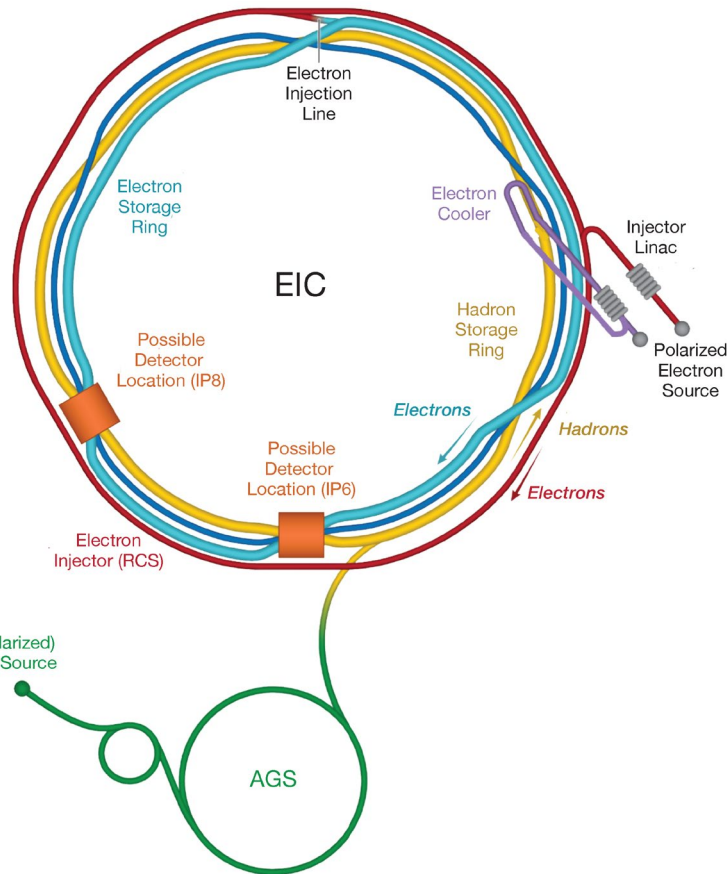 Electron
Injection
Line
Electron
Storage
Ring
Electron
Cooler
Injector
Linac
EIC
Hadron
Storage
Ring
Polarized
Electron
Source
Possible
Detector
Location (IP8)
Electrons
Hadrons
Possible
Detector
Location (IP6)
Electrons
Electron
Injector (RCS)
larized)
Source
AGS